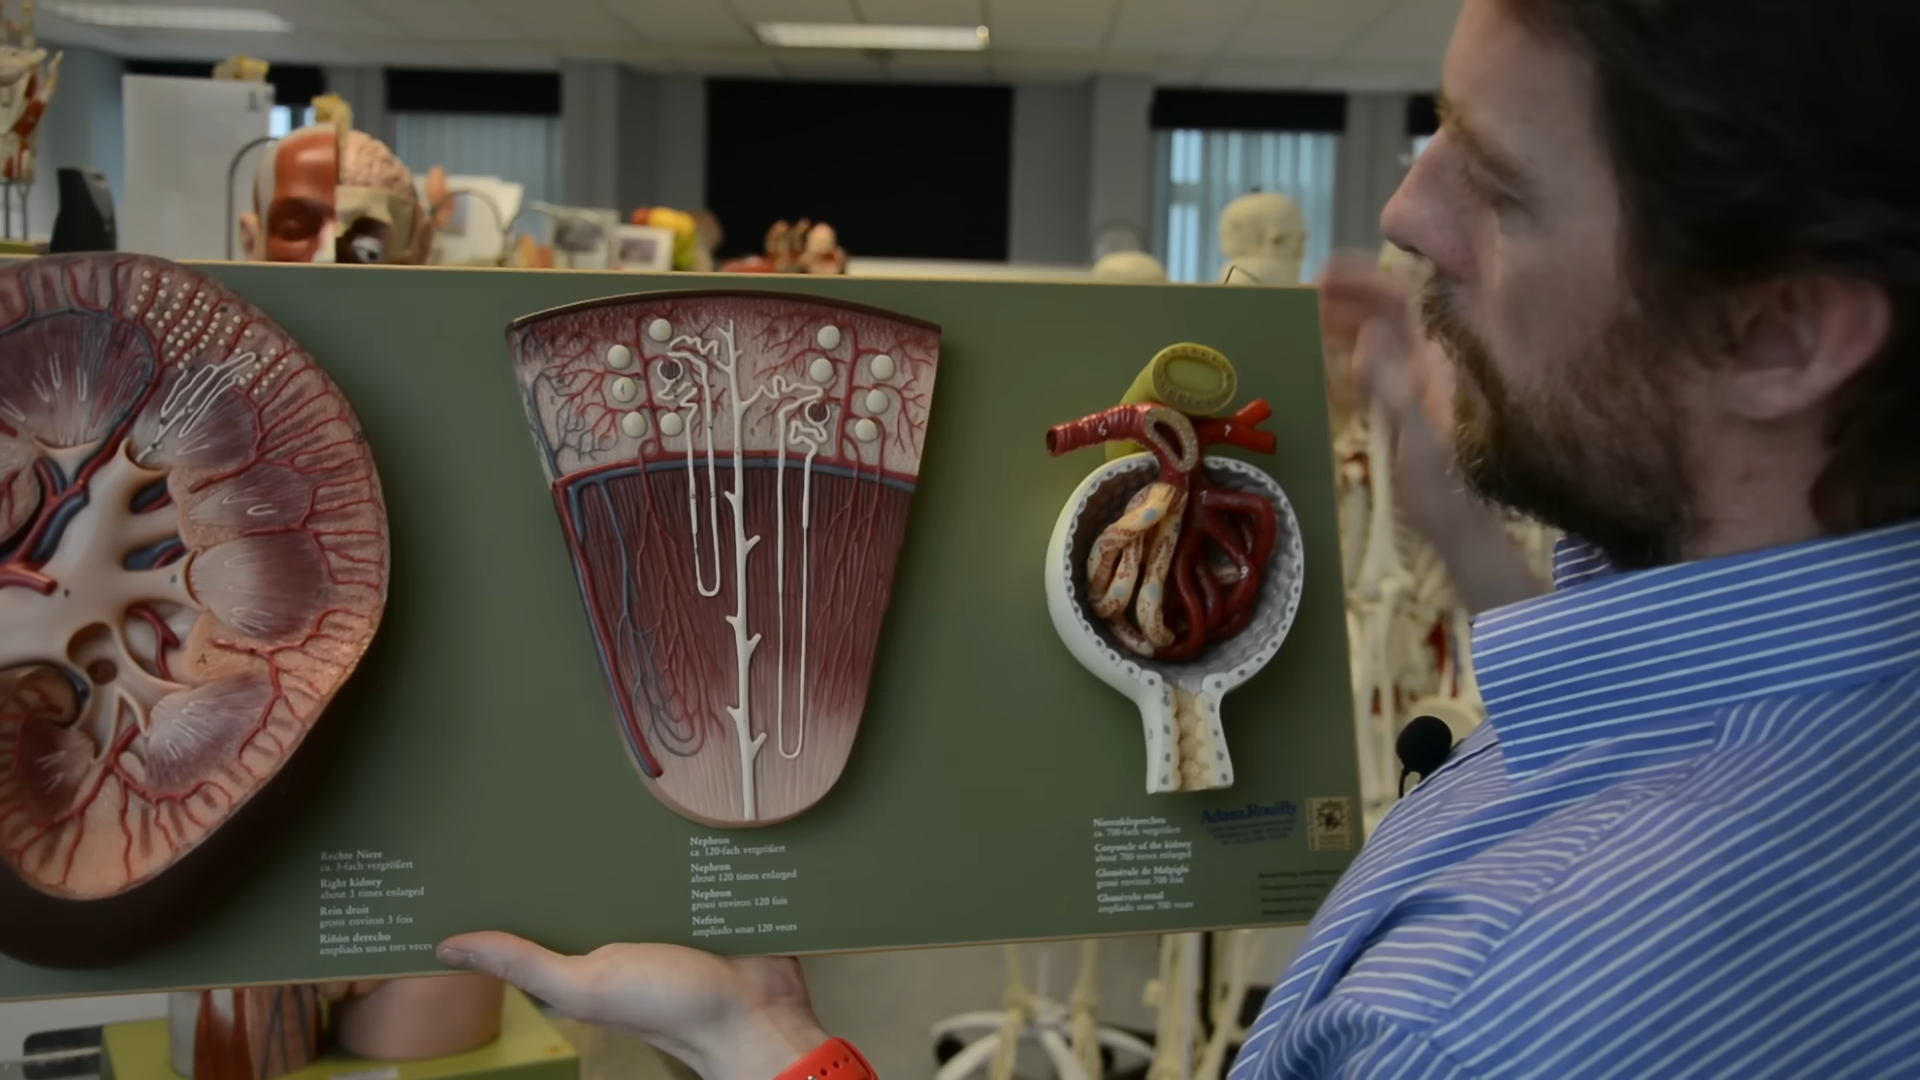 Rechte Niere
ca. 3-fach vergrößert
Right kidney
about 3 times enlarged
Rein droit
grossi environ 3 fois
Riñón derecho
ampliado unas tres veces
Nephron
ca. 120-fach vergrößert
Nephron
about 120 times enlarged
Nephron
grossi environ 120 fois
Nefrón
ampliado unas 120 veces
Nierenkörperchen
ca. 700-fach vergrößert
Corpuscle of the kidney
about 700 times enlarged
Glomérule de Malpighi
grossi environ 700 fois
Glomérulo renal
ampliado unas 700 veces
Adam,Rouilly